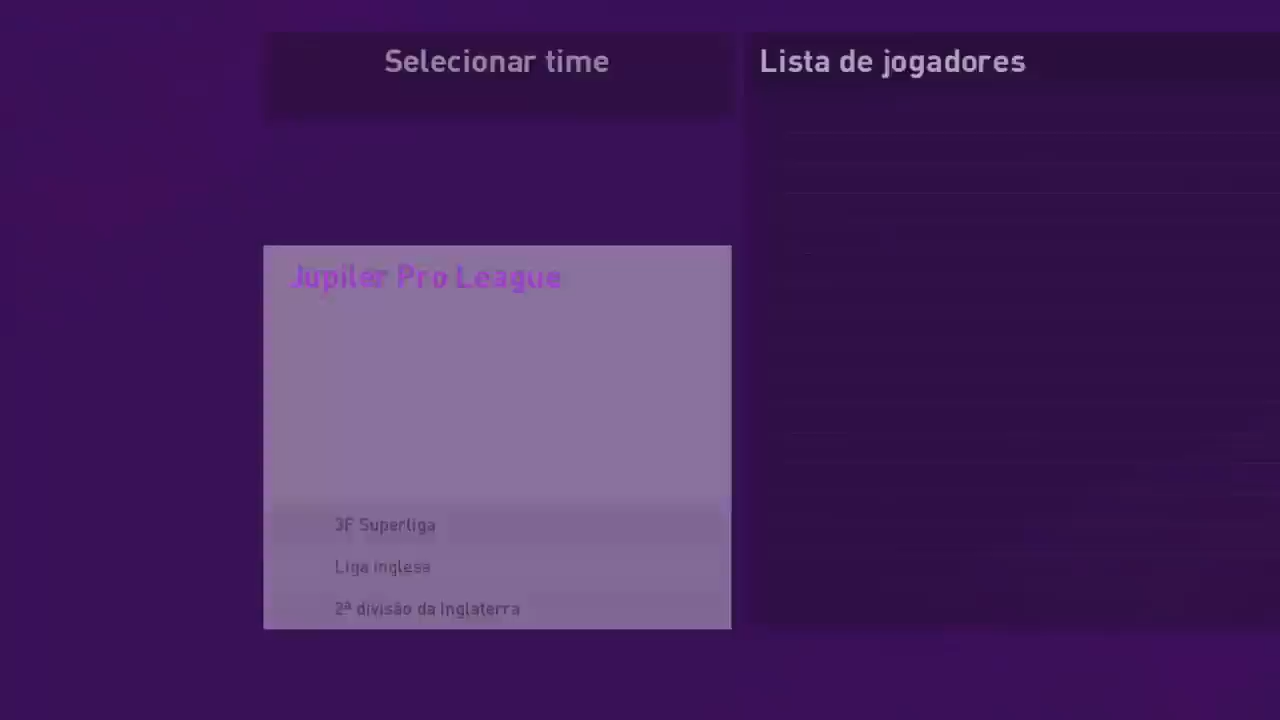 Selecionar time
Lista de jogadores
Jupiler Pro League
3F Superliga
Liga inglesa
2ª divisão da Inglaterra